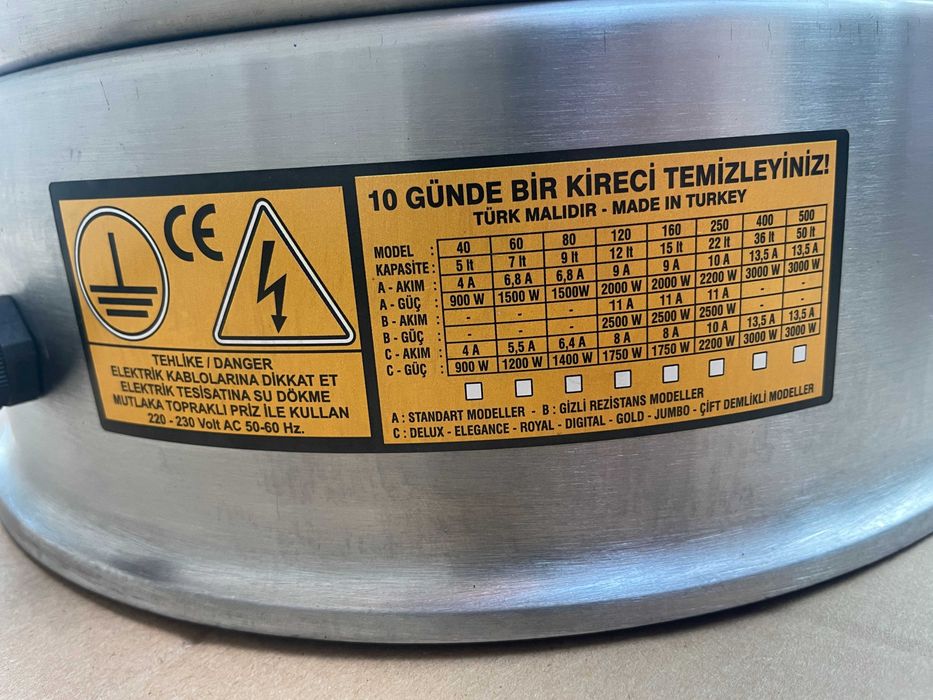 CE
TEHLİKE / DANGER
ELEKTRİK KABLOLARINA DİKKAT ET
ELEKTRİK TESİSATINA SU DÖKME
MUTLAKA TOPRAKLI PRİZ İLE KULLAN
220 - 230 Volt AC 50-60 Hz.
10 GÜNDE BİR KİRECİ TEMİZLEYİNİZ!
TÜRK MALIDIR - MADE IN TURKEY
MODEL : 40 60 80 120 160 250 400 500
KAPASİTE : 5 lt 7 lt 9 lt 12 lt 15 lt 22 lt 36 lt 50 lt
A - AKIM : 4 A 6,8 A 6,8 A 9 A 9 A 10 A 13,5 A 13,5 A
A - GÜÇ : 900 W 1500 W 1500W 2000 W 2000 W 2200 W 3000 W 3000 W
B - AKIM : - - - 11 A 11 A 11 A - -
B - GÜÇ : - - - 2500 W 2500 W 2500 W - -
C - AKIM : 4 A 5,5 A 6,4 A 8 A 8 A 10 A 13,5 A 13,5 A
C - GÜÇ : 900 W 1200 W 1400 W 1750 W 1750 W 2200 W 3000 W 3000 W
A : STANDART MODELLER - B : GİZLİ REZİSTANS MODELLER
C : DELUX - ELEGANCE - ROYAL - DIGITAL - GOLD - JUMBO - ÇİFT DEMLİKLİ MODELLER